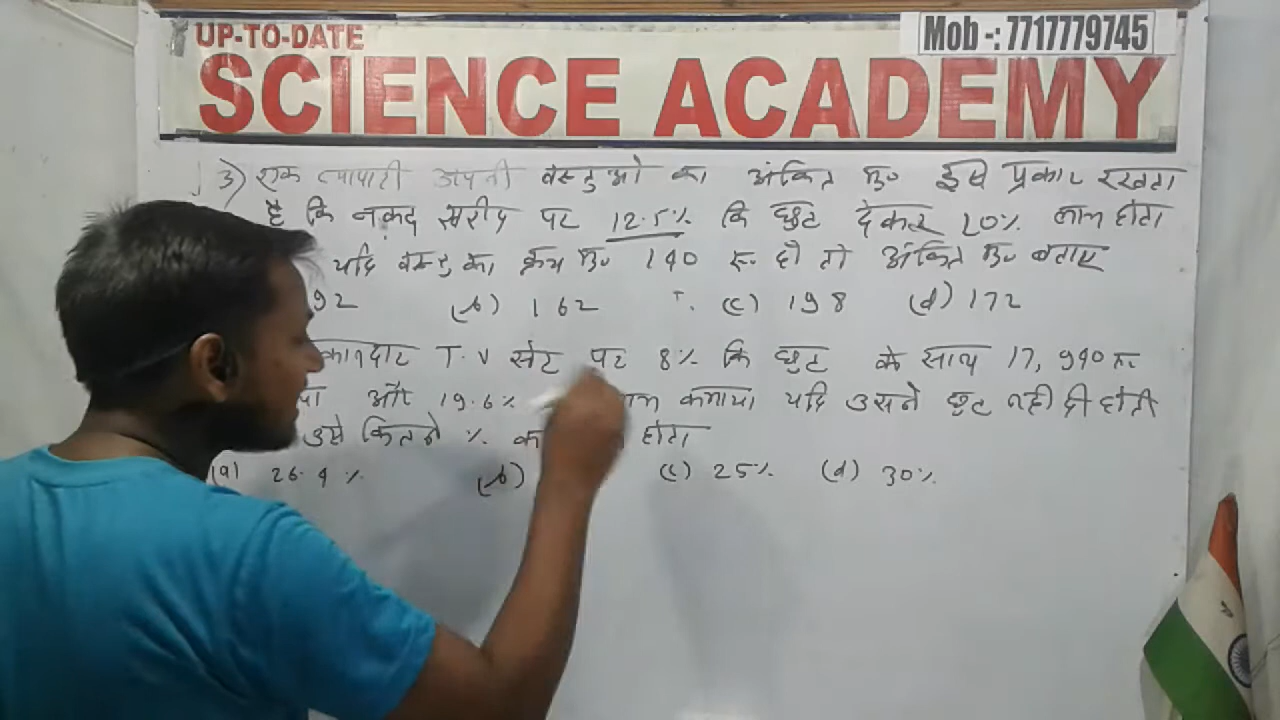 UP-TO-DATE
Mob -: 7717779745
SCIENCE ACADEMY
3) एक व्यापारी अपनी वस्तुओ का अंकित मु० इस प्रकार रखता
है कि नकद खरीद पर 12.5% कि छुट देकर 20% लाभ होता
यदि वस्तु का क्रय मु० 140 रू० हो तो अंकित मु० बताए
92 (b) 162 (c) 198 (d) 172
कानदार T.V सेट पर 8% कि छुट के साथ 17,940 रू०
और 19.6% कमाया यदि उसने छुट नही दी होती
उसे कितने % का होता
(a) 26.4% (b) (c) 25% (d) 30%